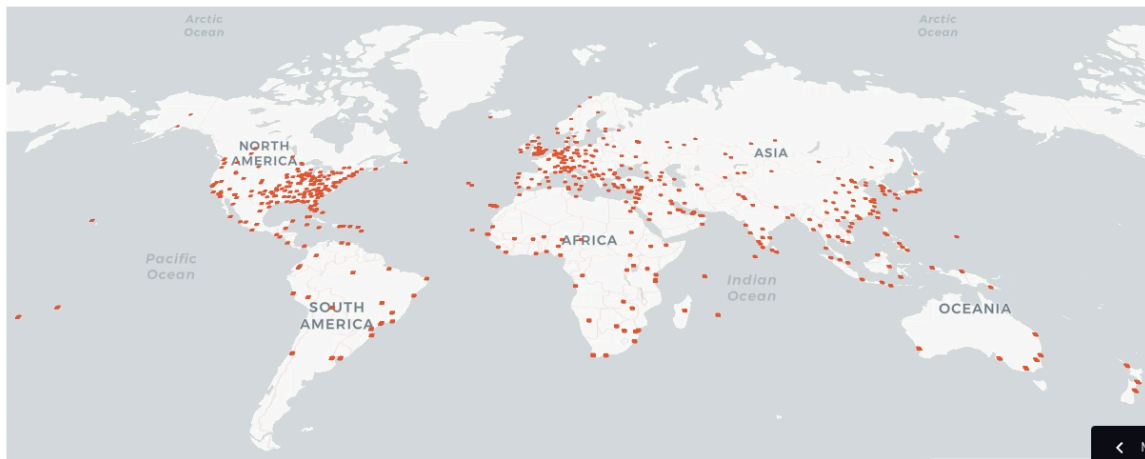 Arctic
Ocean
Arctic
Ocean
NORTH
AMERICA
ASIA
AFRICA
Pacific
Ocean
Indian
Ocean
SOUTH
AMERICA
OCEANIA